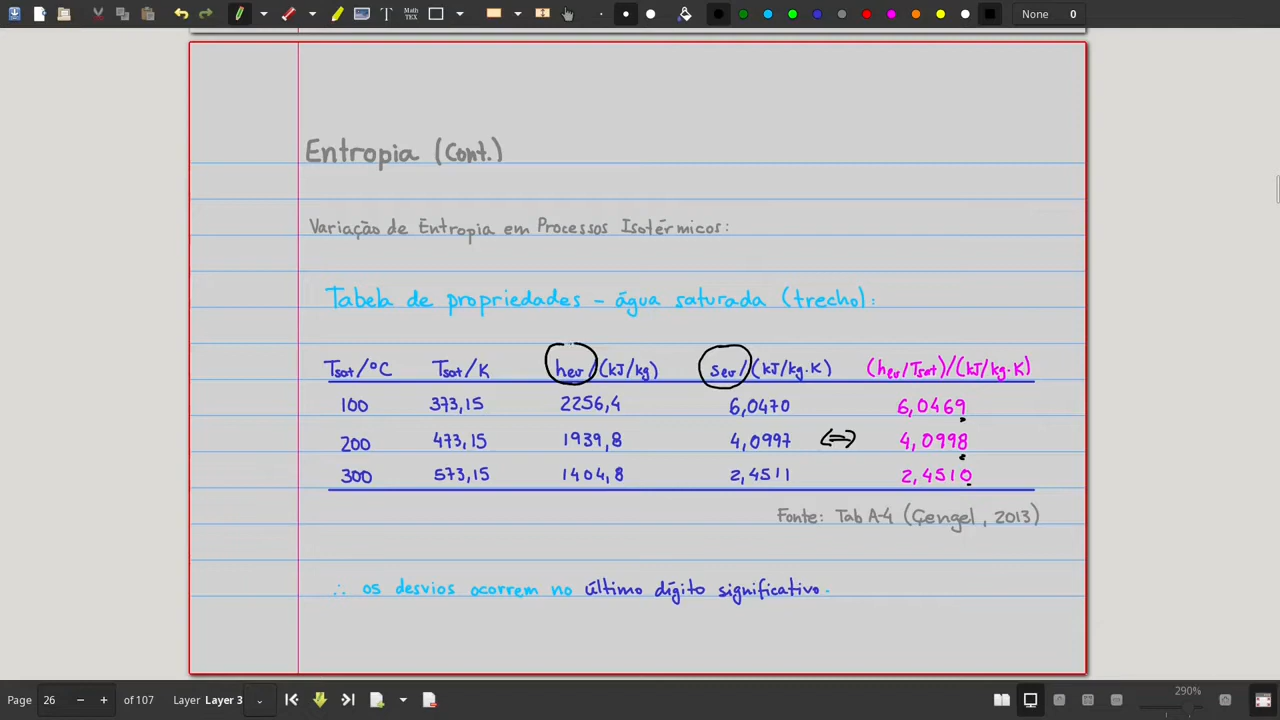 T Math TEX None 0
Entropia (Cont.)
Variação de Entropia em Processos Isotérmicos:
Tabela de propriedades - água saturada (trecho):
Tsat/°C Tsat/K hev/(kJ/kg) sev/(kJ/kg·K) (hev/Tsat)/(kJ/kg·K)
100 373,15 2256,4 6,0470 6,0469
200 473,15 1939,8 4,0997 ⇔ 4,0998
300 573,15 1404,8 2,4511 2,4510
Fonte: Tab A-4 (Çengel, 2013)
∴ os desvios ocorrem no último dígito significativo.
Page 26 − + of 107 Layer Layer 3 290%